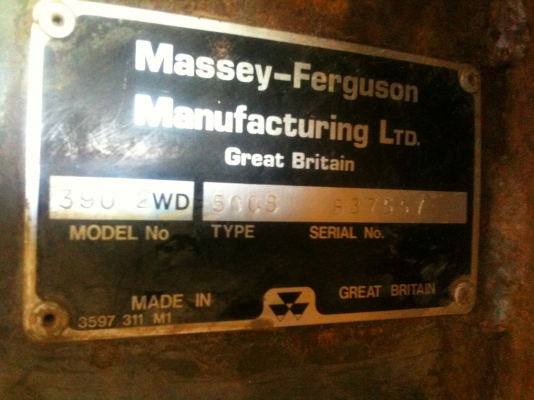 Massey-Ferguson
Manufacturing LTD.
Great Britain
390 2WD
MODEL No TYPE SERIAL No.
MADE IN GREAT BRITAIN
3597 311 M1